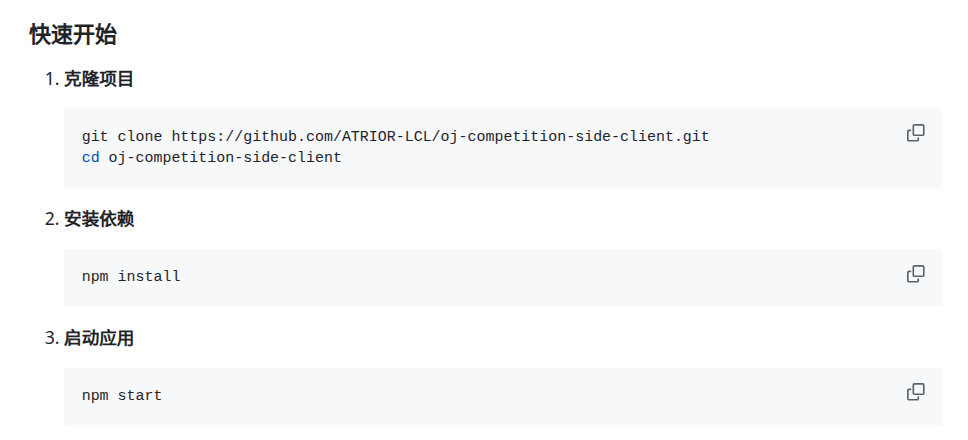 快速开始
1. 克隆项目
git clone https://github.com/ATRIOR-LCL/oj-competition-side-client.git
cd oj-competition-side-client
2. 安装依赖
npm install
3. 启动应用
npm start